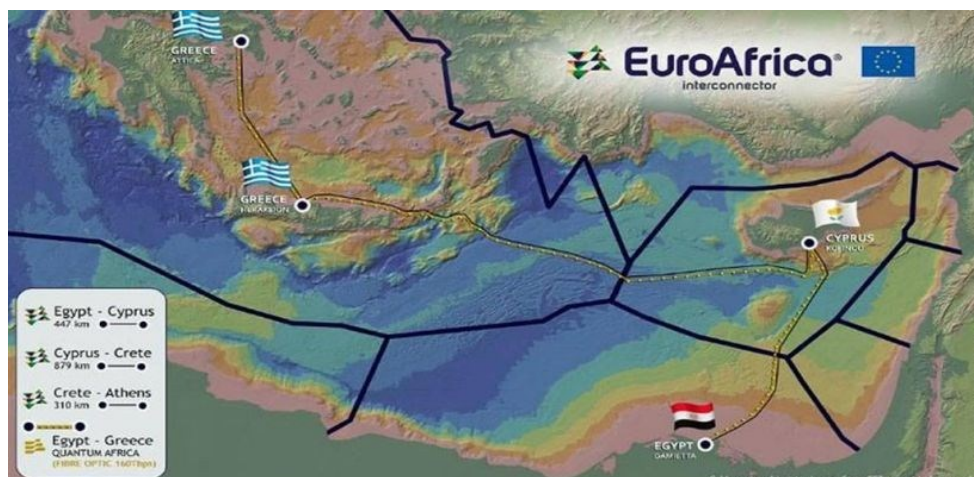 GREECE
ATTICA
EuroAfrica
interconnector
GREECE
HERAKLION
CYPRUS
KOFINOU
Egypt - Cyprus
447 km
Cyprus - Crete
879 km
Crete - Athens
310 km
Egypt - Greece
QUANTUM AFRICA
(FIBRE OPTIC 160Tbps)
EGYPT
DAMIETTA